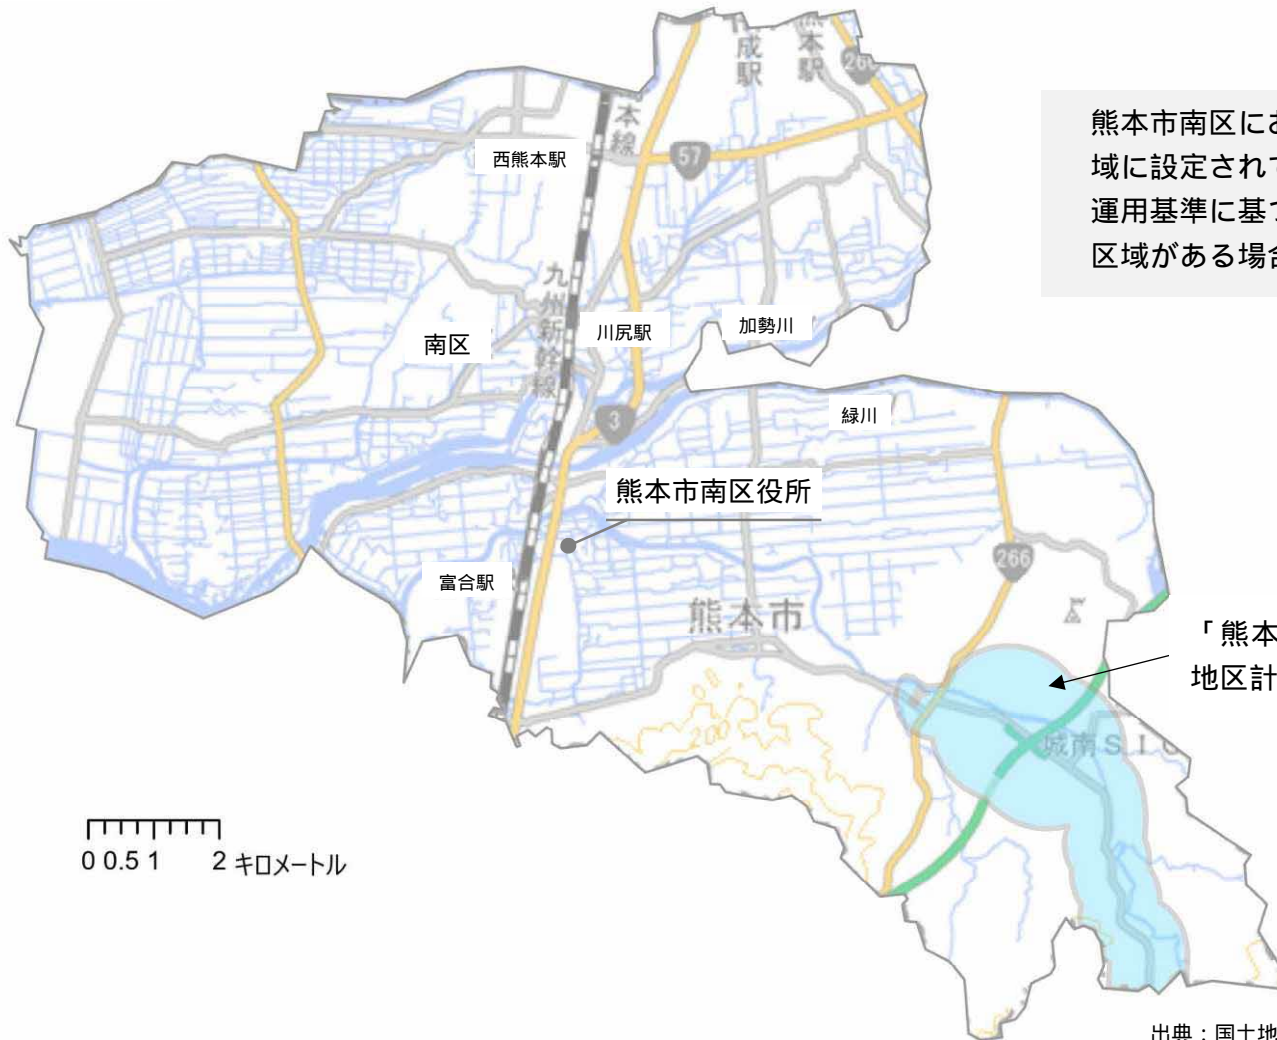 成駅
本駅
266
本線
57
西熊本駅
熊本市南区にお
域に設定されて
運用基準に基づ
区域がある場合
九州新幹線
南区
川尻駅
加勢川
3
緑川
熊本市南区役所
266
富合駅
熊本市
「熊本
地区計
200
城南SIC
0 0.5 1 2 キロメートル
出典:国土地